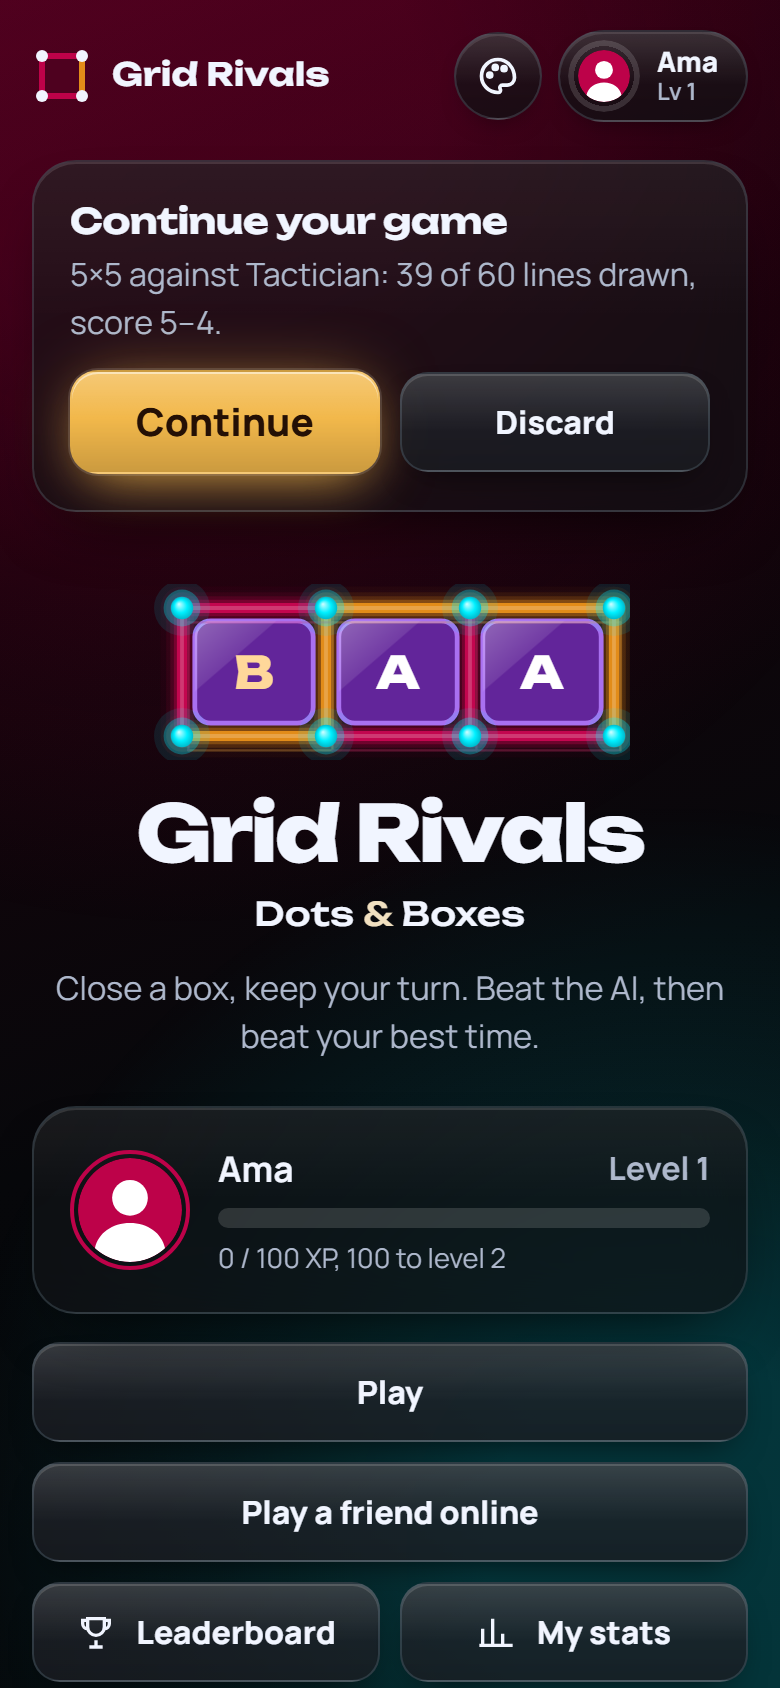 Grid Rivals
Ama
Lv 1
Continue your game
5×5 against Tactician: 39 of 60 lines drawn,
score 5–4.
Continue
Discard
B A A
Grid Rivals
Dots & Boxes
Close a box, keep your turn. Beat the AI, then
beat your best time.
Ama
Level 1
0 / 100 XP, 100 to level 2
Play
Play a friend online
Leaderboard
My stats